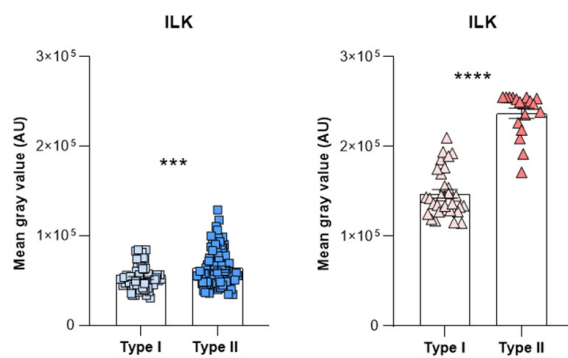 ILK
Mean gray value (AU)
3×10⁵
2×10⁵
1×10⁵
0
***
Type I
Type II
ILK
Mean gray value (AU)
3×10⁵
2×10⁵
1×10⁵
0
****
Type I
Type II